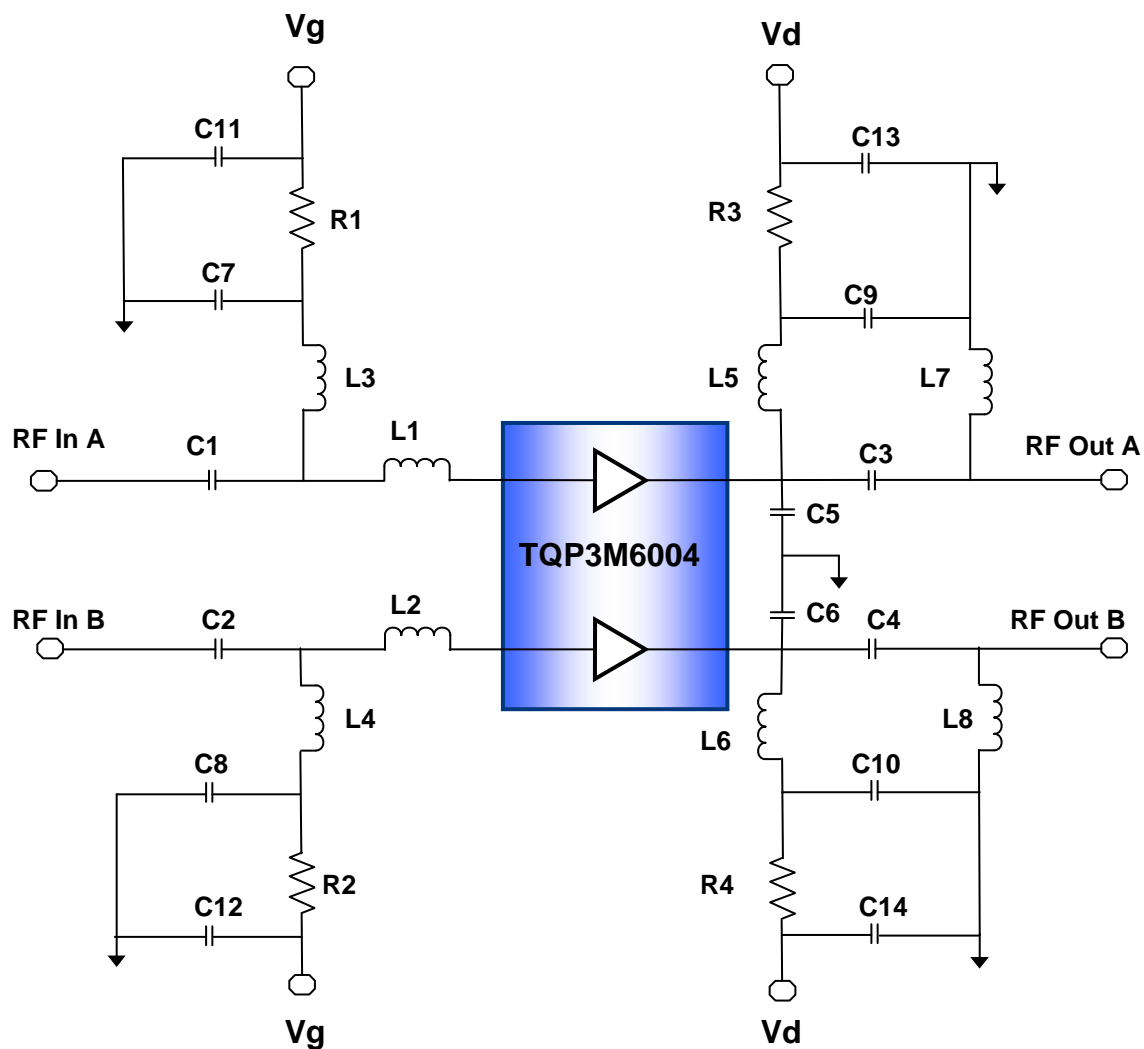 Vg
Vd
C11
C13
R1
R3
C7
C9
L3
L5
L7
RF In A
C1
L1
C3
RF Out A
C5
TQP3M6004
RF In B
C2
L2
C6
C4
RF Out B
L4
L6
L8
C8
C10
R2
R4
C12
C14
Vg
Vd